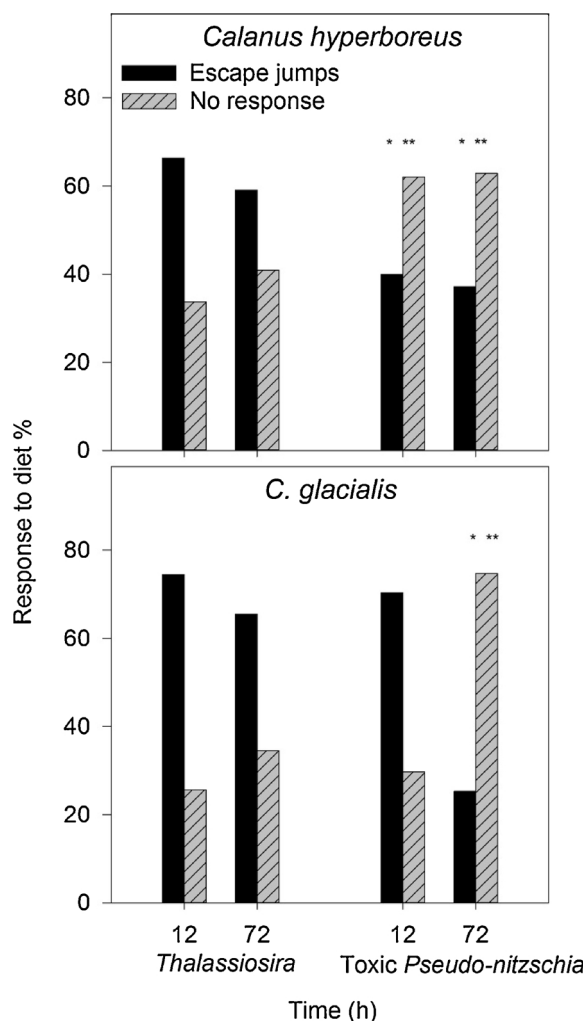 Calanus hyperboreus
Escape jumps
No response
80
* ** * **
60
40
20
0
C. glacialis
* **
80
60
40
20
0
Response to diet %
12 72 12 72
Thalassiosira Toxic Pseudo-nitzschia
Time (h)